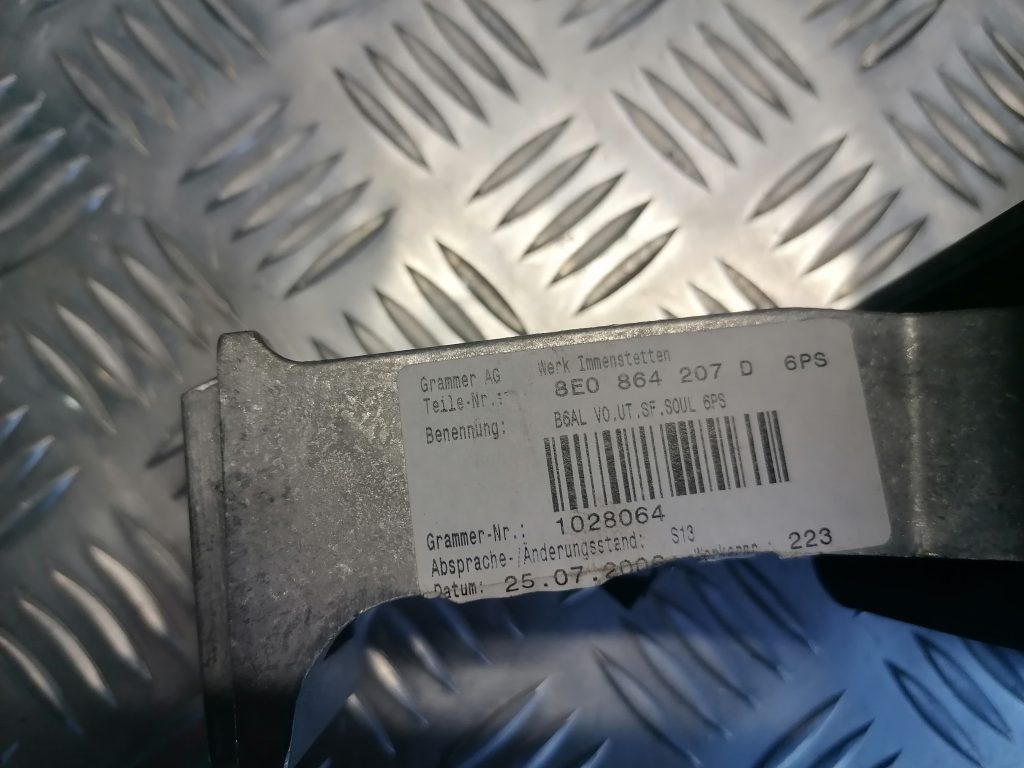 Grammer AG Werk Immenstetten
Teile-Nr.: 8E0 864 207 D 6PS
Benennung: B6AL VO.UT.SF.SOUL 6PS
Grammer-Nr.: 1028064
Absprache-/Änderungsstand: S13
Datum: 25.07.2006 223